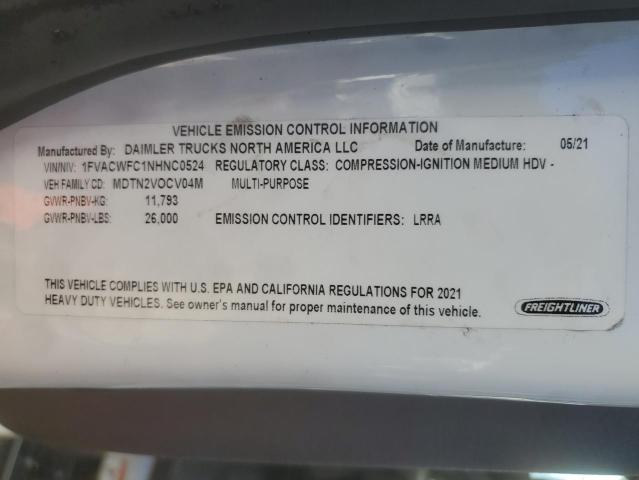 VEHICLE EMISSION CONTROL INFORMATION
Manufactured By: DAIMLER TRUCKS NORTH AMERICA LLC Date of Manufacture: 05/21
VIN/NIV: 1FVACWFC1NHNC0524 REGULATORY CLASS: COMPRESSION-IGNITION MEDIUM HDV -
VEH FAMILY CD: MDTN2VOCV04M MULTI-PURPOSE
GVWR-PNBV-KG: 11,793
GVWR-PNBV-LBS: 26,000 EMISSION CONTROL IDENTIFIERS: LRRA
THIS VEHICLE COMPLIES WITH U.S. EPA AND CALIFORNIA REGULATIONS FOR 2021
HEAVY DUTY VEHICLES. See owner's manual for proper maintenance of this vehicle.
FREIGHTLINER